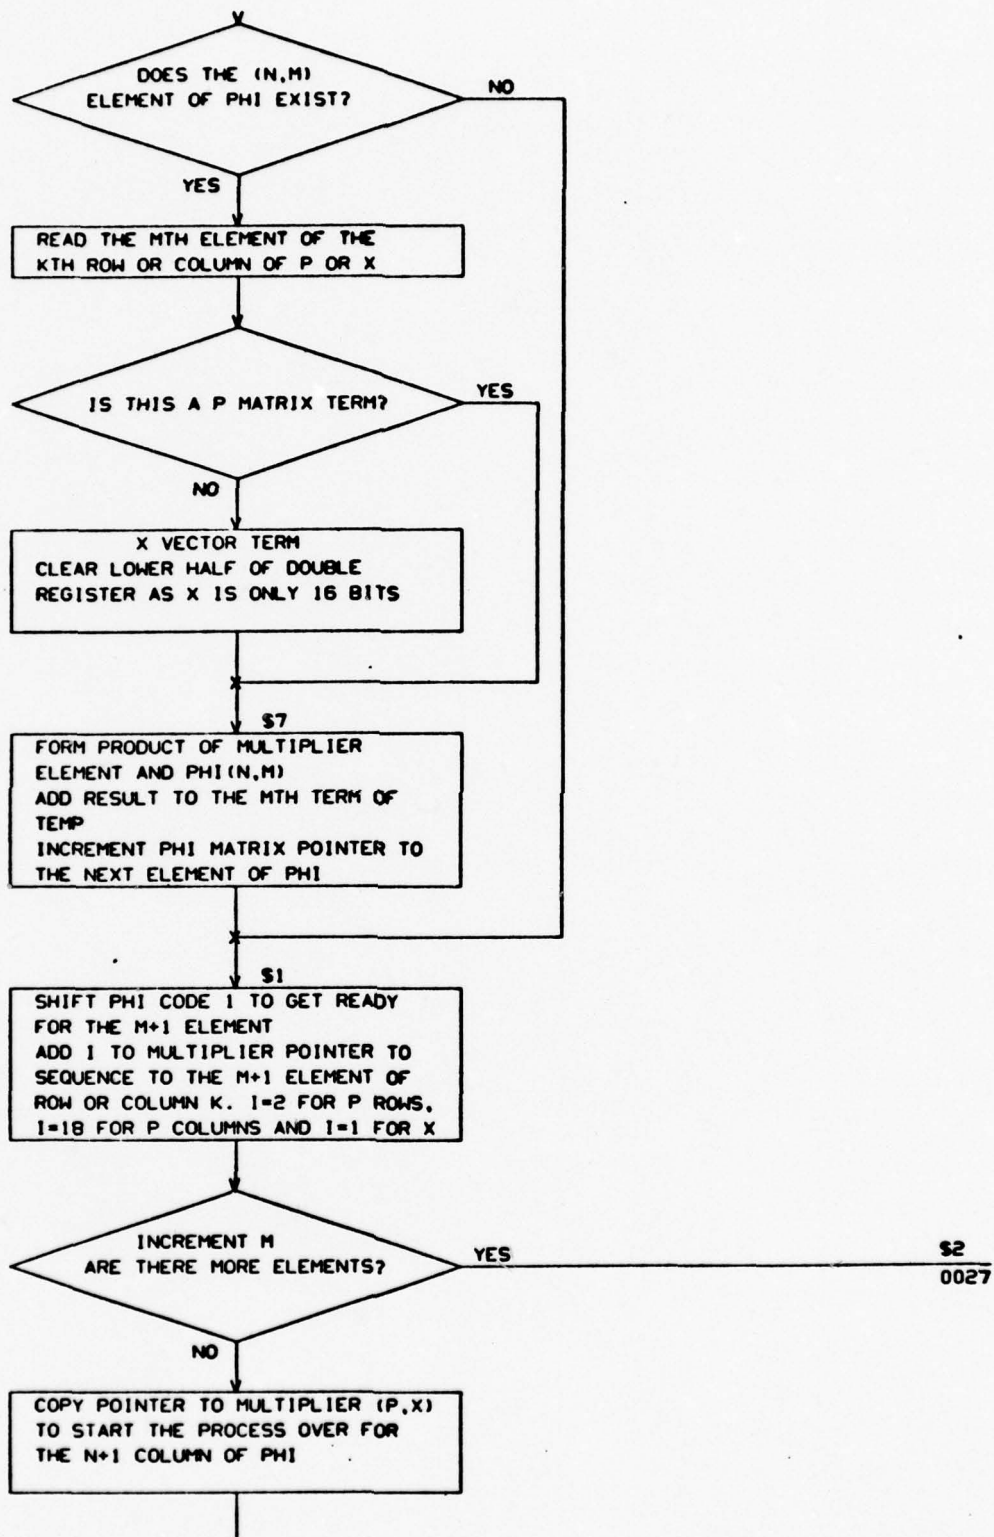 DOES THE (N,M)
ELEMENT OF PHI EXIST?
NO
YES
READ THE MTH ELEMENT OF THE
KTH ROW OR COLUMN OF P OR X
IS THIS A P MATRIX TERM?
YES
NO
X VECTOR TERM
CLEAR LOWER HALF OF DOUBLE
REGISTER AS X IS ONLY 16 BITS
$7
FORM PRODUCT OF MULTIPLIER
ELEMENT AND PHI(N,M)
ADD RESULT TO THE MTH TERM OF
TEMP
INCREMENT PHI MATRIX POINTER TO
THE NEXT ELEMENT OF PHI
$1
SHIFT PHI CODE 1 TO GET READY
FOR THE M+1 ELEMENT
ADD I TO MULTIPLIER POINTER TO
SEQUENCE TO THE M+1 ELEMENT OF
ROW OR COLUMN K. I=2 FOR P ROWS,
I=18 FOR P COLUMNS AND I=1 FOR X
INCREMENT M
ARE THERE MORE ELEMENTS?
YES
$2
0027
NO
COPY POINTER TO MULTIPLIER (P,X)
TO START THE PROCESS OVER FOR
THE N+1 COLUMN OF PHI